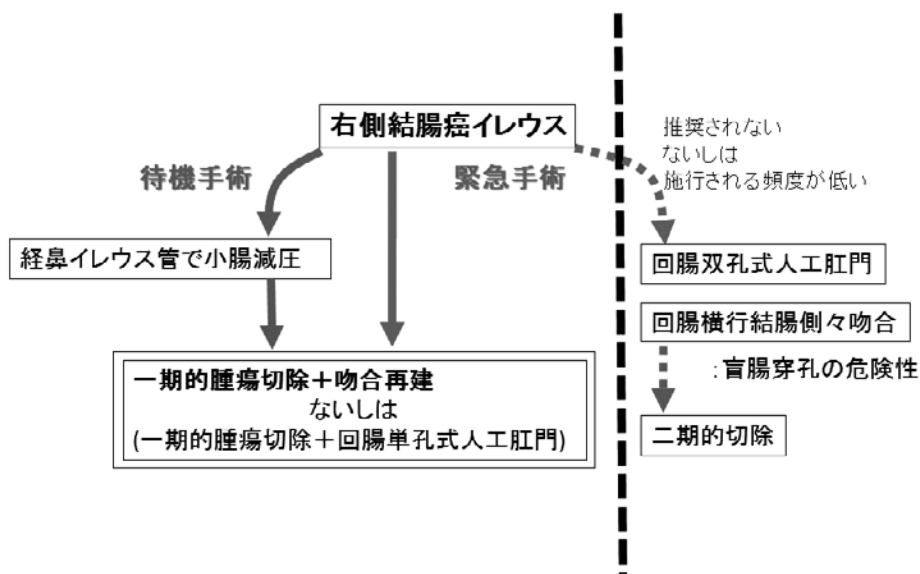 右側結腸癌イレウス
推奨されない
ないしは
施行される頻度が低い
待機手術
緊急手術
経鼻イレウス管で小腸減圧
回腸双孔式人工肛門
回腸横行結腸側々吻合
:盲腸穿孔の危険性
一期的腫瘍切除+吻合再建
ないしは
(一期的腫瘍切除+回腸単孔式人工肛門)
二期的切除